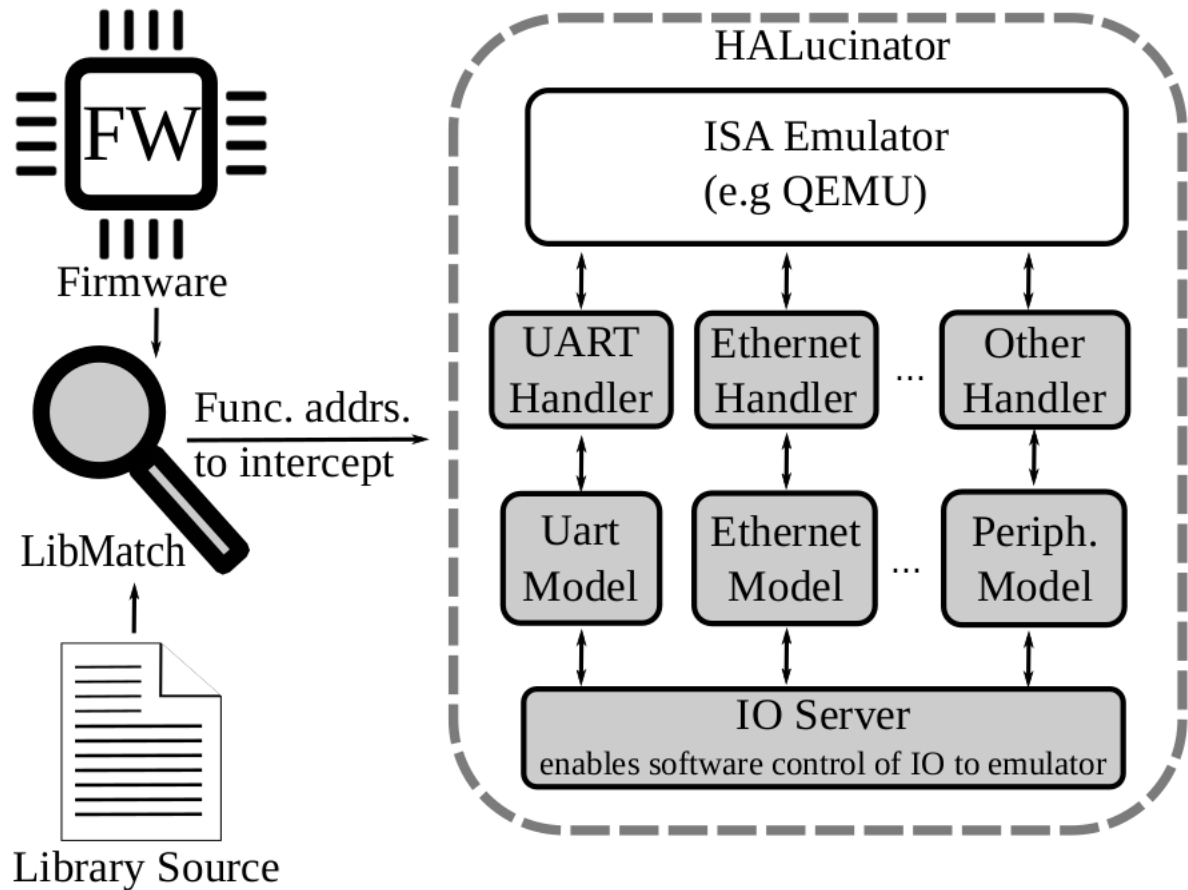 FW
Firmware
Func. addrs.
to intercept
LibMatch
Library Source
HALucinator
ISA Emulator
(e.g QEMU)
UART
Handler
Ethernet
Handler
...
Other
Handler
Uart
Model
Ethernet
Model
...
Periph.
Model
IO Server
enables software control of IO to emulator